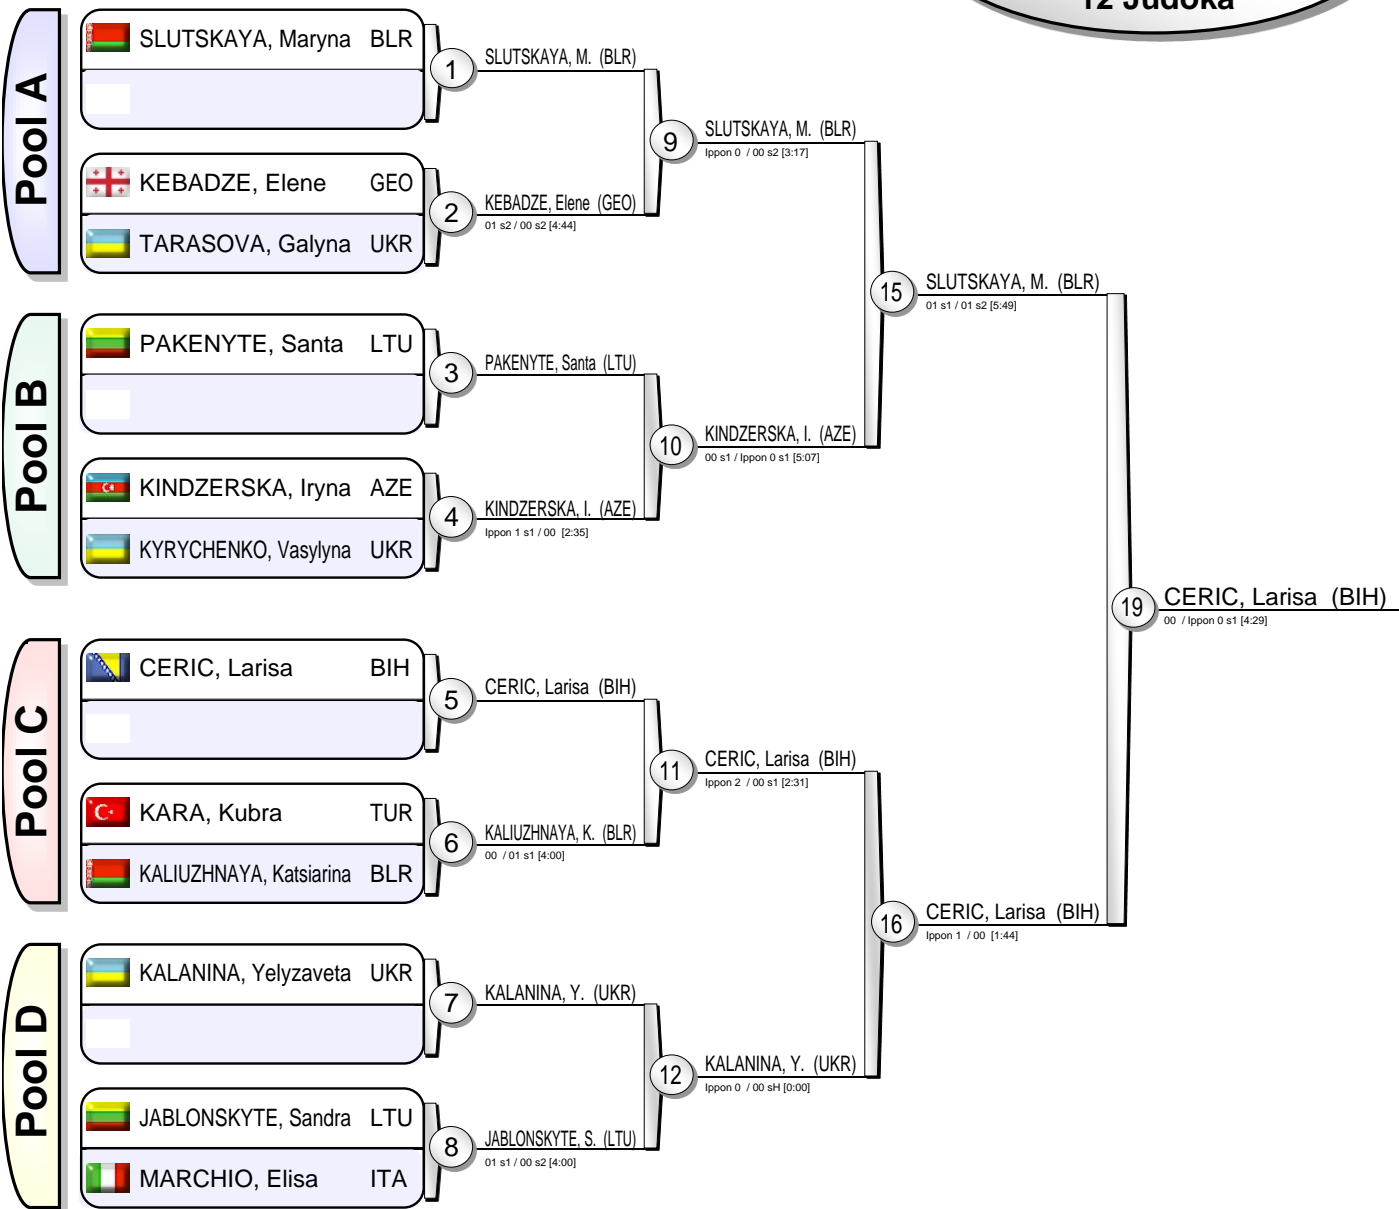 12 Judoka
Pool A
SLUTSKAYA, Maryna BLR
KEBADZE, Elene GEO
TARASOVA, Galyna UKR
Pool B
PAKENYTE, Santa LTU
KINDZERSKA, Iryna AZE
KYRYCHENKO, Vasylyna UKR
Pool C
CERIC, Larisa BIH
KARA, Kubra TUR
KALIUZHNAYA, Katsiarina BLR
Pool D
KALANINA, Yelyzaveta UKR
JABLONSKYTE, Sandra LTU
MARCHIO, Elisa ITA
1
SLUTSKAYA, M. (BLR)
2
KEBADZE, Elene (GEO)
01 s2 / 00 s2 [4:44]
3
PAKENYTE, Santa (LTU)
4
KINDZERSKA, I. (AZE)
Ippon 1 s1 / 00 [2:35]
5
CERIC, Larisa (BIH)
6
KALIUZHNAYA, K. (BLR)
00 / 01 s1 [4:00]
7
KALANINA, Y. (UKR)
8
JABLONSKYTE, S. (LTU)
01 s1 / 00 s2 [4:00]
9
SLUTSKAYA, M. (BLR)
Ippon 0 / 00 s2 [3:17]
10
KINDZERSKA, I. (AZE)
00 s1 / Ippon 0 s1 [5:07]
11
CERIC, Larisa (BIH)
Ippon 2 / 00 s1 [2:31]
12
KALANINA, Y. (UKR)
Ippon 0 / 00 sH [0:00]
15
SLUTSKAYA, M. (BLR)
01 s1 / 01 s2 [5:49]
16
CERIC, Larisa (BIH)
Ippon 1 / 00 [1:44]
19
CERIC, Larisa (BIH)
00 / Ippon 0 s1 [4:29]